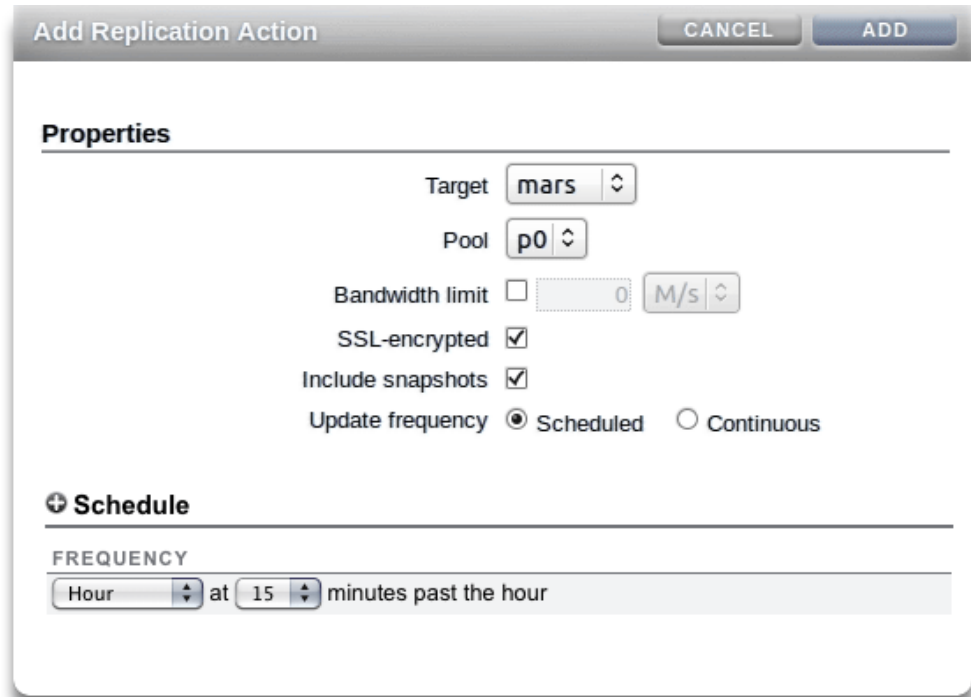 Add Replication Action CANCEL ADD
Properties
Target mars
Pool p0
Bandwidth limit 0 M/s
SSL-encrypted
Include snapshots
Update frequency Scheduled Continuous
Schedule
FREQUENCY
Hour at 15 minutes past the hour